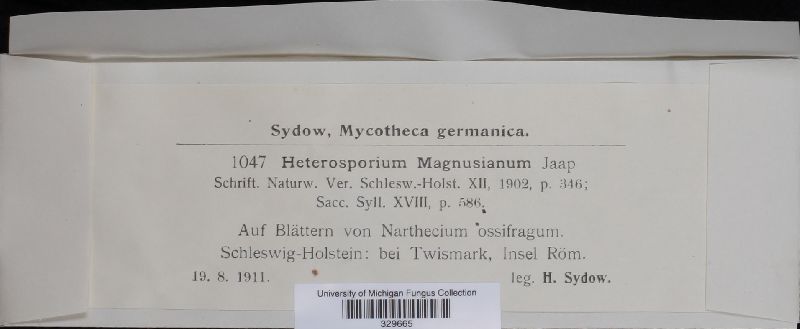 Sydow, Mycotheca germanica.
1047 Heterosporium Magnusianum Jaap
Schrift. Naturw. Ver. Schlesw.-Holst. XII, 1902, p. 346;
Sacc. Syll. XVIII, p. 586.
Auf Blättern von Narthecium ossifragum.
Schleswig-Holstein: bei Twismark, Insel Röm.
19. 8. 1911. leg. H. Sydow.
University of Michigan Fungus Collection
329665